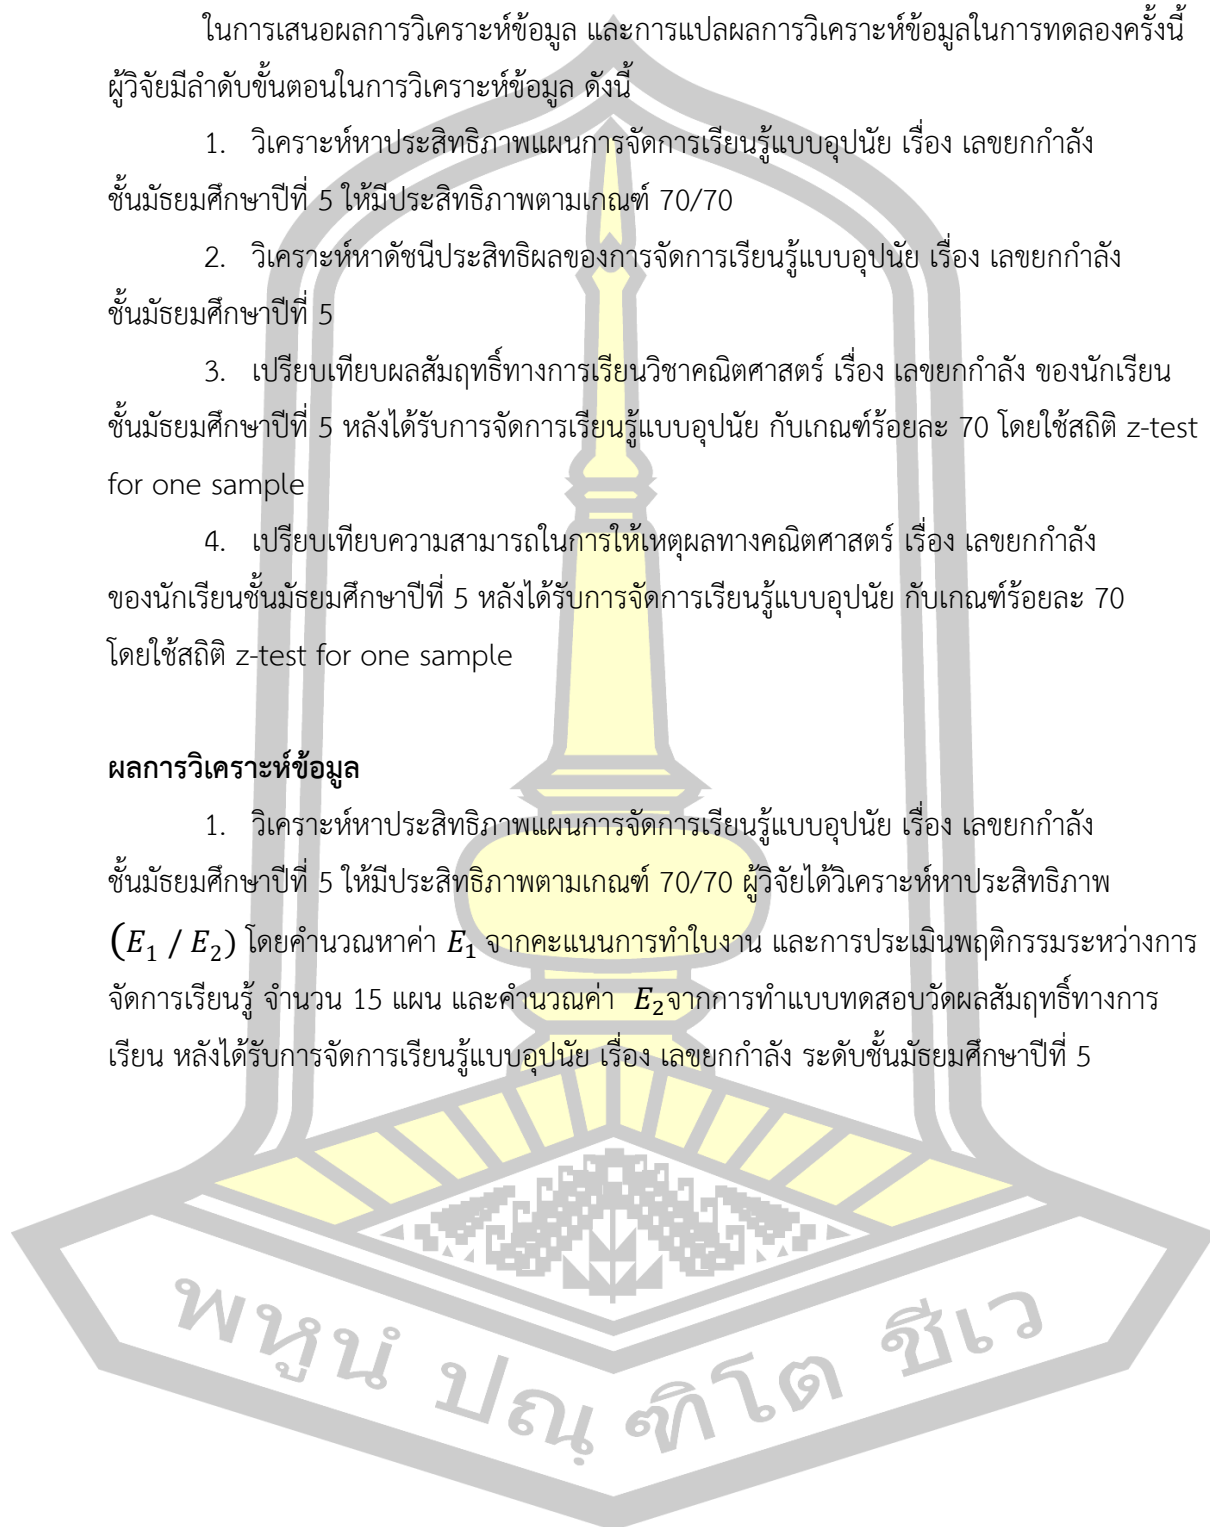 ในการเสนอผลการวิเคราะห์ข้อมูล และการแปลผลการวิเคราะห์ข้อมูลในการทดลองครั้งนี้
ผู้วิจัยมีลำดับขั้นตอนในการวิเคราะห์ข้อมูล ดังนี้
1. วิเคราะห์หาประสิทธิภาพแผนการจัดการเรียนรู้แบบอุปนัย เรื่อง เลขยกกำลัง
ชั้นมัธยมศึกษาปีที่ 5 ให้มีประสิทธิภาพตามเกณฑ์ 70/70
2. วิเคราะห์หาดัชนีประสิทธิผลของการจัดการเรียนรู้แบบอุปนัย เรื่อง เลขยกกำลัง
ชั้นมัธยมศึกษาปีที่ 5
3. เปรียบเทียบผลสัมฤทธิ์ทางการเรียนวิชาคณิตศาสตร์ เรื่อง เลขยกกำลัง ของนักเรียน
ชั้นมัธยมศึกษาปีที่ 5 หลังได้รับการจัดการเรียนรู้แบบอุปนัย กับเกณฑ์ร้อยละ 70 โดยใช้สถิติ z-test
for one sample
4. เปรียบเทียบความสามารถในการให้เหตุผลทางคณิตศาสตร์ เรื่อง เลขยกกำลัง
ของนักเรียนชั้นมัธยมศึกษาปีที่ 5 หลังได้รับการจัดการเรียนรู้แบบอุปนัย กับเกณฑ์ร้อยละ 70
โดยใช้สถิติ z-test for one sample
ผลการวิเคราะห์ข้อมูล
1. วิเคราะห์หาประสิทธิภาพแผนการจัดการเรียนรู้แบบอุปนัย เรื่อง เลขยกกำลัง
ชั้นมัธยมศึกษาปีที่ 5 ให้มีประสิทธิภาพตามเกณฑ์ 70/70 ผู้วิจัยได้วิเคราะห์หาประสิทธิภาพ
(E₁ / E₂) โดยคำนวณหาค่า E₁ จากคะแนนการทำใบงาน และการประเมินพฤติกรรมระหว่างการ
จัดการเรียนรู้ จำนวน 15 แผน และคำนวณค่า E₂จากการทำแบบทดสอบวัดผลสัมฤทธิ์ทางการ
เรียน หลังได้รับการจัดการเรียนรู้แบบอุปนัย เรื่อง เลขยกกำลัง ระดับชั้นมัธยมศึกษาปีที่ 5
พหูนํ ปณฺฑิโต ชีเว